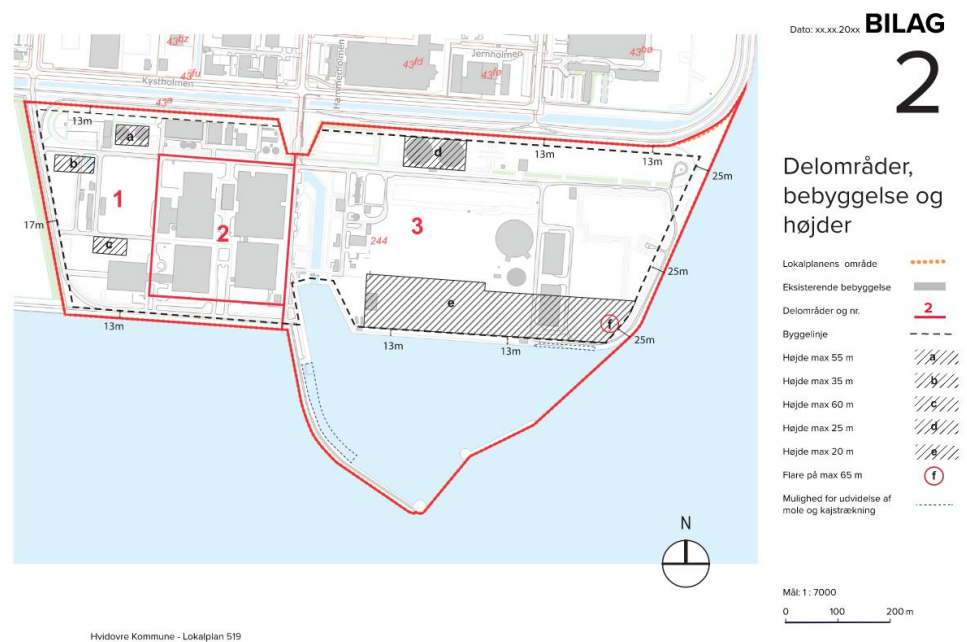 Dato: xx.xx.20xx BILAG
2
Delområder,
bebyggelse og
højder
Lokalplanens område
Eksisterende bebyggelse
Delområder og nr. 2
Byggelinje
Højde max 55 m a
Højde max 35 m b
Højde max 60 m c
Højde max 25 m d
Højde max 20 m e
Flare på max 65 m f
Mulighed for udvidelse af
mole og kajstrækning
Mål: 1 : 7000
0 100 200 m
N
43fu
43fd
43fø
Jernholmen
Hammerholmen
Kystholmen
43a
13m
a
b
d
13m
13m
25m
1
2
3
17m
244
c
25m
e
f
13m
13m
13m
25m
Hvidovre Kommune - Lokalplan 519